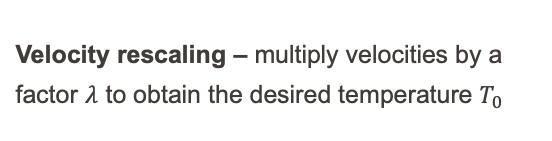 Velocity rescaling – multiply velocities by a
factor λ to obtain the desired temperature T₀